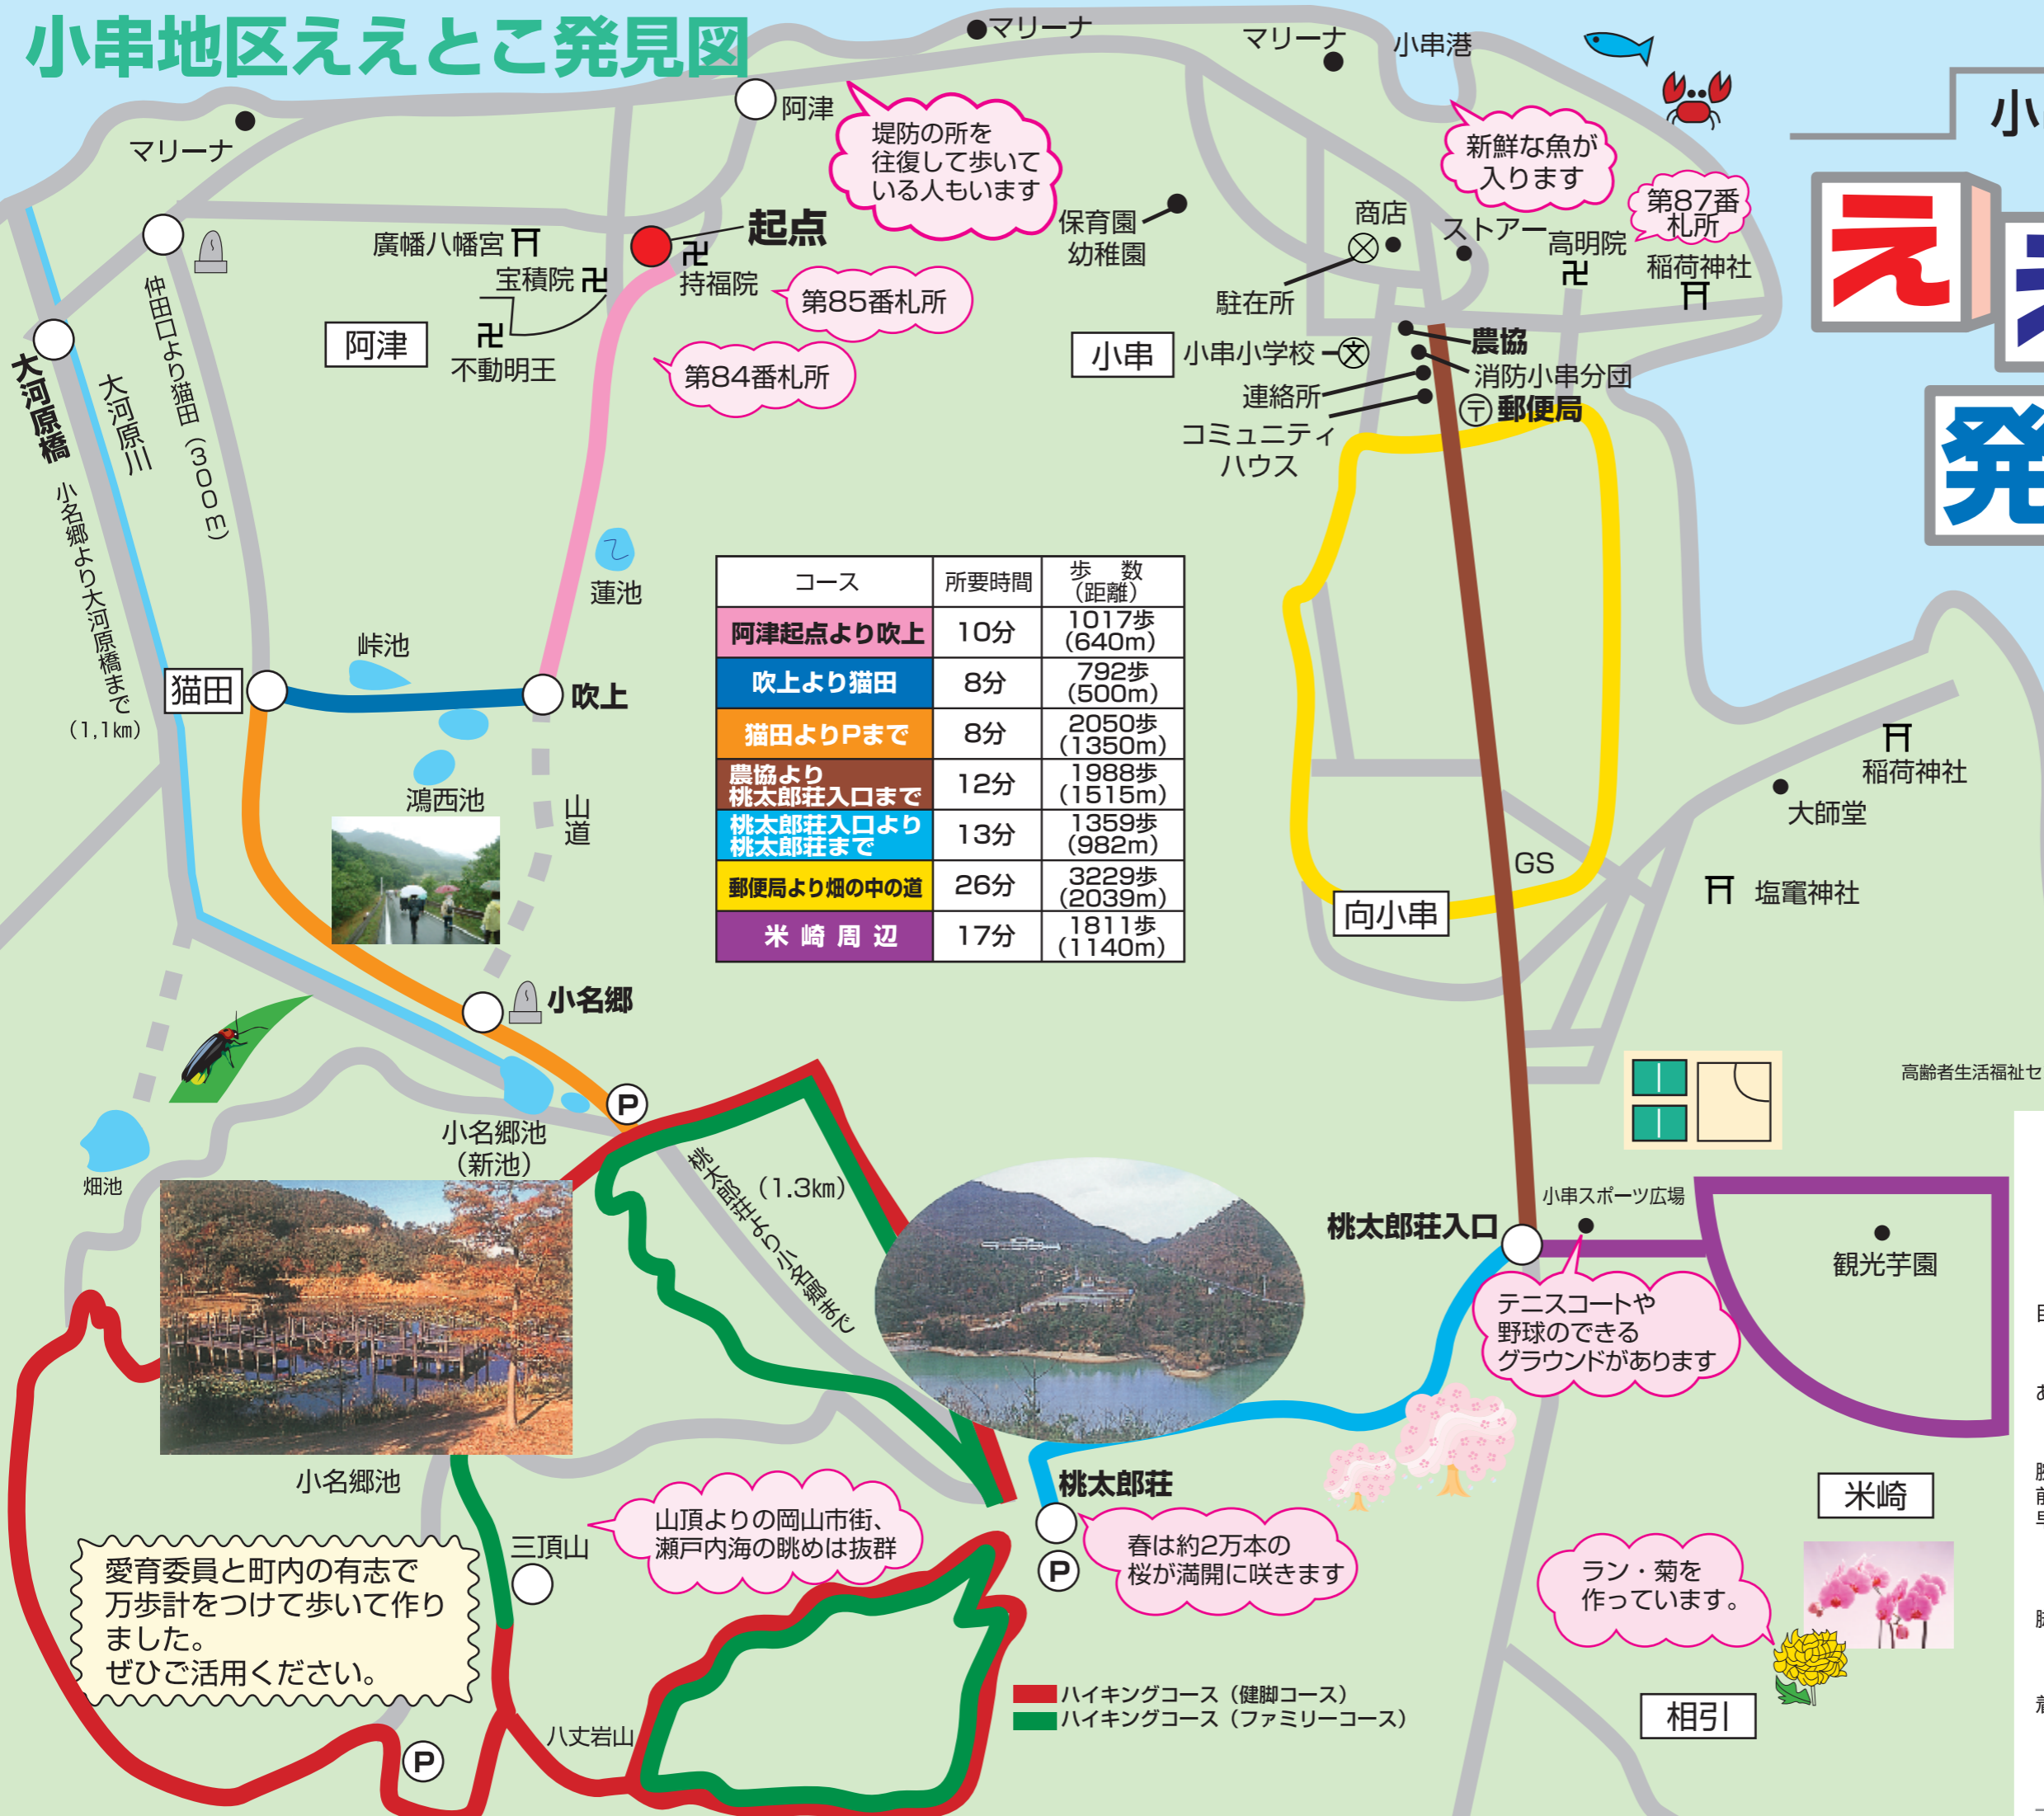 小串地区ええとこ発見図
マリーナ
マリーナ
小串港
マリーナ
阿津
堤防の所を
往復して歩いて
いる人もいます
新鮮な魚が
入ります
第87番
札所
小
え
発
保育園
幼稚園
商店
ストアー
高明院
稲荷神社
駐在所
廣幡八幡宮
宝積院
起点
持福院
第85番札所
不動明王
阿津
第84番札所
小串
小串小学校
文
農協
消防小串分団
連絡所
〒郵便局
コミュニティ
ハウス
仲田口より猫田（300m）
大河原橋
大河原川
小名郷より大河原橋まで
（1,1km）
蓮池
峠池
猫田
吹上
鴻西池
山道
コース 所要時間 歩 数
（距離）
阿津起点より吹上 10分 1017歩
（640m）
吹上より猫田 8分 792歩
（500m）
猫田よりPまで 8分 2050歩
（1350m）
農協より
桃太郎荘入口まで 12分 1988歩
（1515m）
桃太郎荘入口より
桃太郎荘まで 13分 1359歩
（982m）
郵便局より畑の中の道 26分 3229歩
（2039m）
米崎周辺 17分 1811歩
（1140m）
稲荷神社
大師堂
GS
塩竃神社
向小串
小名郷
P
高齢者生活福祉セ
小名郷池
（新池）
畑池
桃太郎荘より小名郷まで
（1.3km）
小串スポーツ広場
桃太郎荘入口
観光芋園
テニスコートや
野球のできる
グラウンドがあります
小名郷池
桃太郎荘
P
春は約2万本の
桜が満開に咲きます
米崎
山頂よりの岡山市街、
瀬戸内海の眺めは抜群
三頂山
愛育委員と町内の有志で
万歩計をつけて歩いて作り
ました。
ぜひご活用ください。
ラン・菊を
作っています。
ハイキングコース（健脚コース）
ハイキングコース（ファミリーコース）
相引
八丈岩山
P